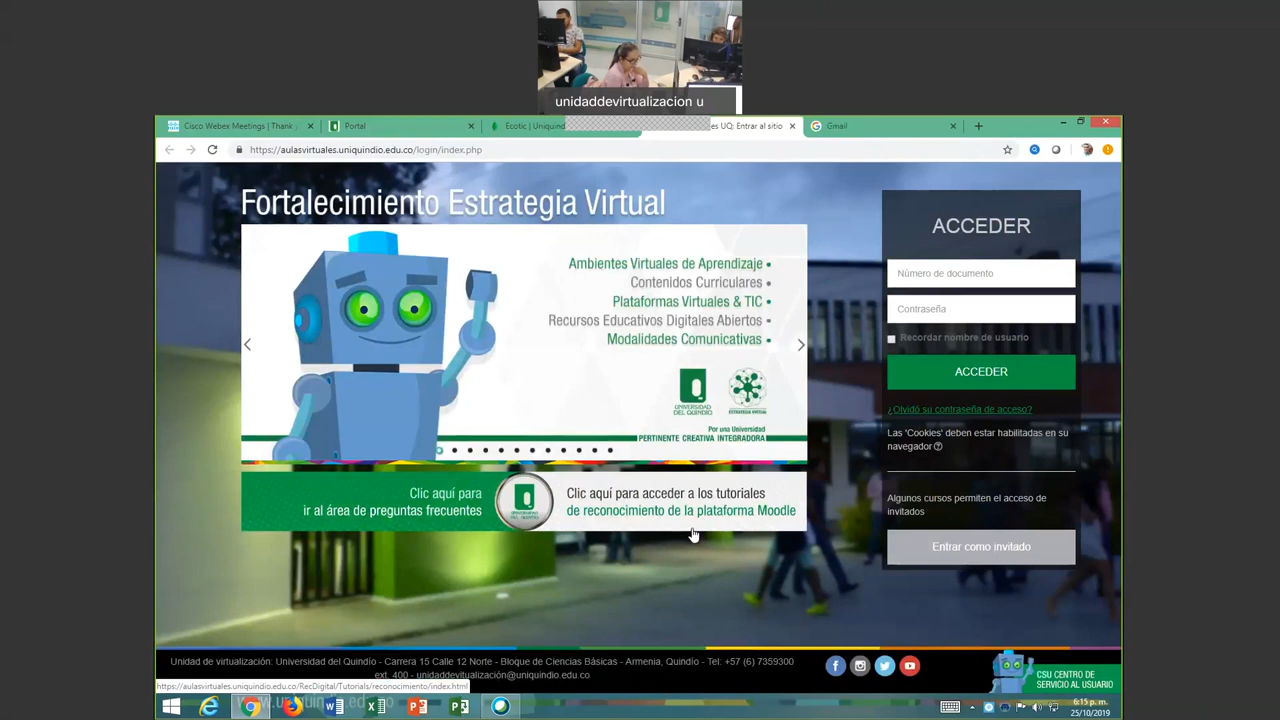 unidaddevirtualizacion u
Cisco Webex Meetings | Thank
Portal
Ecotic | Uniquind
es UQ: Entrar al sitio
Gmail
https://aulasvirtuales.uniquindio.edu.co/login/index.php
Fortalecimiento Estrategia Virtual
Ambientes Virtuales de Aprendizaje •
Contenidos Curriculares •
Plataformas Virtuales & TIC •
Recursos Educativos Digitales Abiertos •
Modalidades Comunicativas •
UNIVERSIDAD
DEL QUINDÍO
ESTRATEGIA VIRTUAL
Por una Universidad
PERTINENTE CREATIVA INTEGRADORA
Clic aquí para
ir al área de preguntas frecuentes
Clic aquí para acceder a los tutoriales
de reconocimiento de la plataforma Moodle
ACCEDER
Número de documento
Contraseña
Recordar nombre de usuario
ACCEDER
¿Olvidó su contraseña de acceso?
Las 'Cookies' deben estar habilitadas en su
navegador
Algunos cursos permiten el acceso de
invitados
Entrar como invitado
Unidad de virtualización: Universidad del Quindío - Carrera 15 Calle 12 Norte - Bloque de Ciencias Básicas - Armenia, Quindío - Tel: +57 (6) 7359300
ext. 400 - unidaddevitualizacion@uniquindio.edu.co
CSU CENTRO DE
SERVICIO AL USUARIO
https://aulasvirtuales.uniquindio.edu.co/RecDigital/Tutorials/reconocimiento/index.html
6:15 p.m.
25/10/2019